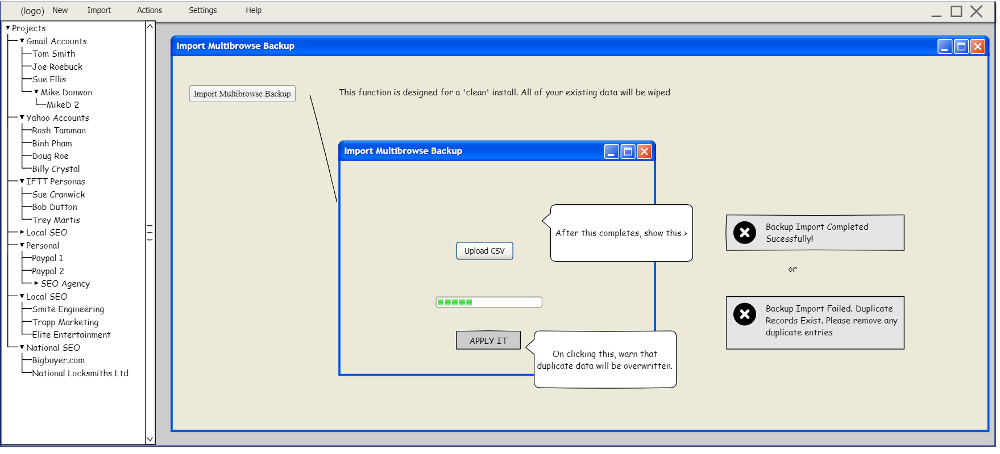 (logo) New Import Actions Settings Help
Projects
Gmail Accounts
Tom Smith
Joe Roebuck
Sue Ellis
Mike Donwon
MikeD 2
Yahoo Accounts
Rosh Tamman
Binh Pham
Doug Roe
Billy Crystal
IFTT Personas
Sue Cranwick
Bob Dutton
Trey Martis
Local SEO
Personal
Paypal 1
Paypal 2
SEO Agency
Local SEO
Smite Engineering
Trapp Marketing
Elite Entertainment
National SEO
Bigbuyer.com
National Locksmiths Ltd
Import Multibrowse Backup
Import Multibrowse Backup
This function is designed for a 'clean' install. All of your existing data will be wiped
Import Multibrowse Backup
Upload CSV
After this completes, show this >
APPLY IT
On clicking this, warn that
duplicate data will be overwritten.
Backup Import Completed
Sucessfully!
or
Backup Import Failed. Duplicate
Records Exist. Please remove any
duplicate entries